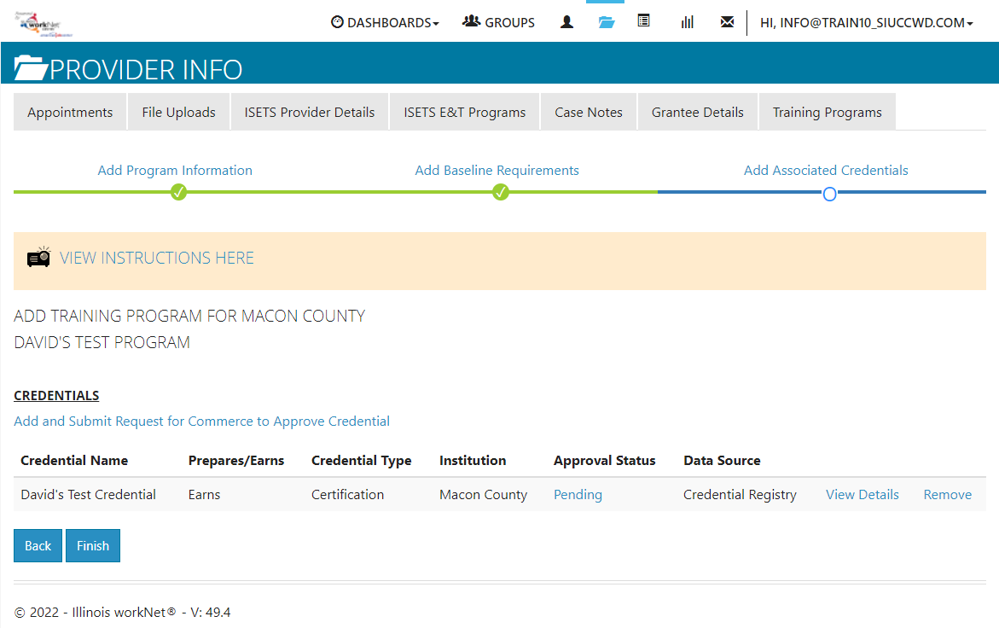 workNet
DASHBOARDS GROUPS HI, INFO@TRAIN10_SIUCCWD.COM
PROVIDER INFO
Appointments File Uploads ISETS Provider Details ISETS E&T Programs Case Notes Grantee Details Training Programs
Add Program Information Add Baseline Requirements Add Associated Credentials
VIEW INSTRUCTIONS HERE
ADD TRAINING PROGRAM FOR MACON COUNTY
DAVID'S TEST PROGRAM
CREDENTIALS
Add and Submit Request for Commerce to Approve Credential
Credential Name Prepares/Earns Credential Type Institution Approval Status Data Source
David's Test Credential Earns Certification Macon County Pending Credential Registry View Details Remove
Back Finish
© 2022 - Illinois workNet® - V: 49.4